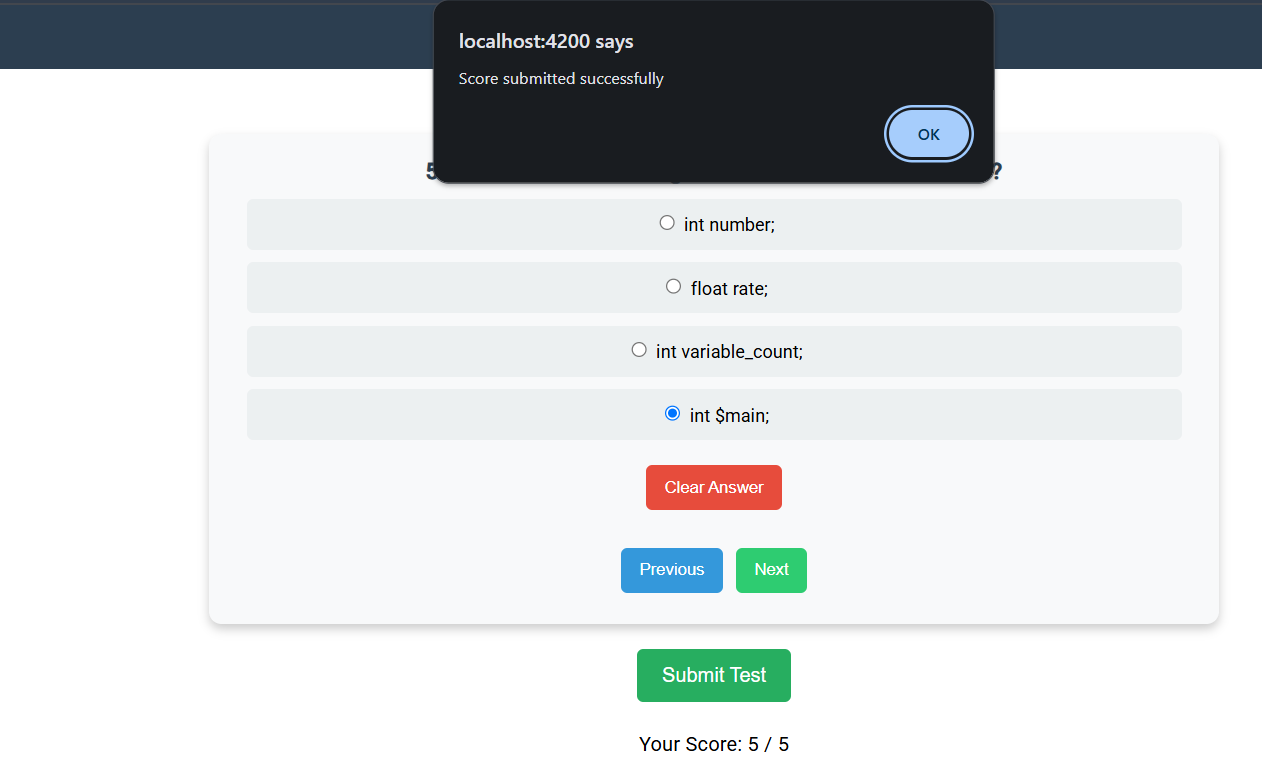 localhost:4200 says
Score submitted successfully
OK
5 ?
int number;
float rate;
int variable_count;
int $main;
Clear Answer
Previous Next
Submit Test
Your Score: 5 / 5